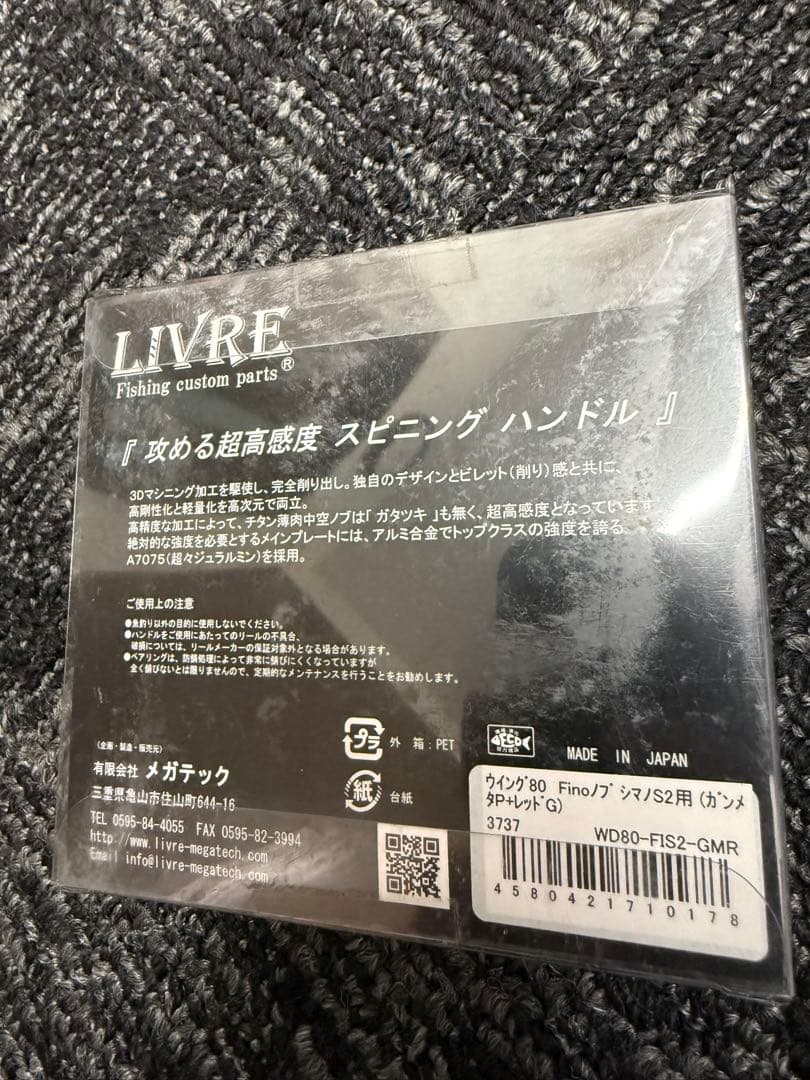 LIVRE
Fishing custom parts®
『 攻める超高感度 スピニング ハンドル 』
3Dマシニング加工を駆使し、完全削り出し。独自のデザインとビレット(削り)感と共に、
高剛性化と軽量化を高次元で両立。
高精度な加工によって、チタン薄肉中空ノブは「 ガタツキ 」も無く、超高感度となっています
絶対的な強度を必要とするメインプレートには、アルミ合金でトップクラスの強度を誇る
A7075(超々ジュラルミン)を採用。
ご使用上の注意
●魚釣り以外の目的に使用しないでください。
●ハンドルをご使用にあたってのリールの不具合、
破損については、リールメーカーの保証対象外となる場合があります。
●ベアリングは、防錆処理によって非常に錆びにくくなっていますが
全く錆びないとは限りませんので、定期的なメンテナンスを行うことをお勧めします。
プラ 外 箱:PET
紙 台紙
MADE IN JAPAN
(企画・製造・販売元)
有限会社 メガテック
三重県亀山市住山町644-16
TEL 0595-84-4055 FAX 0595-82-3994
http://www.livre-megatech.com
Email info@livre-megatech.com
ウイング80 Finoノブ シマノS2用 (ガンメ
タP+レッドG)
3737 WD80-FIS2-GMR
4580421710178